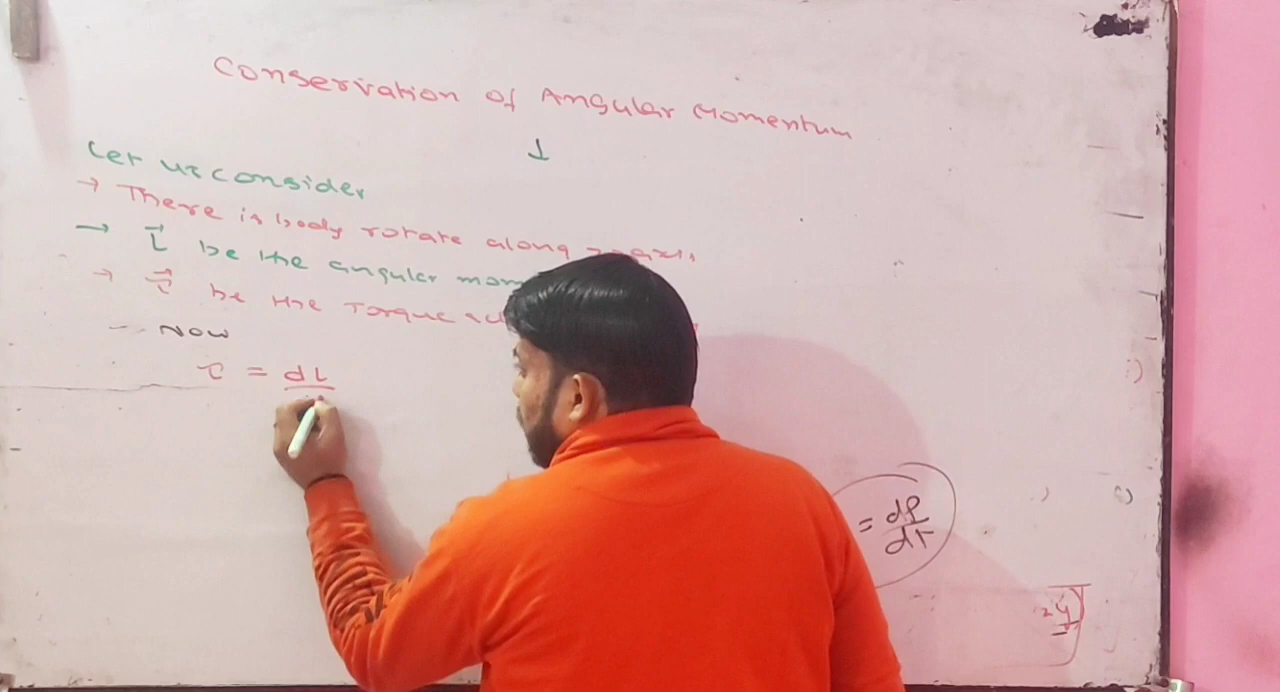 Conservation of Angular Momentum
↓
Let us consider
→ There is body rotate along z-axis
→ L⃗ be the angular mom
→ τ⃗ be the Torque
- Now
τ = dL
= dp/dt